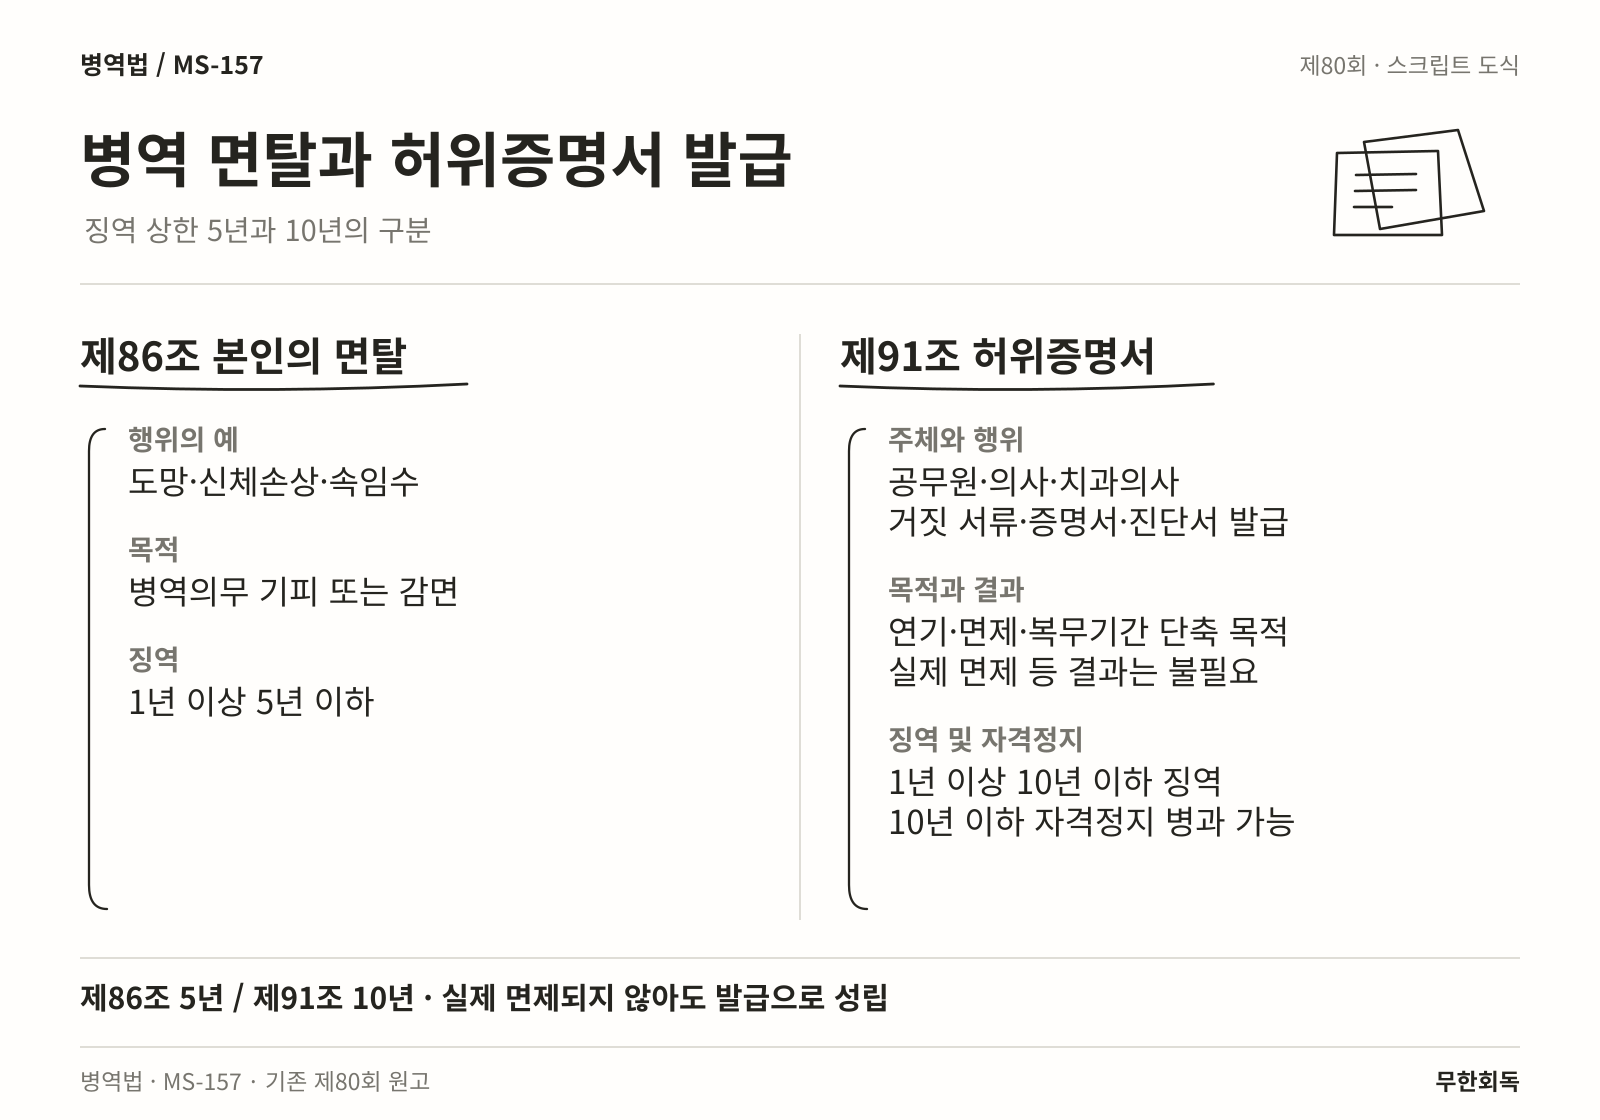 병역법 / MS-157
제80회 · 스크립트 도식
병역 면탈과 허위증명서 발급
징역 상한 5년과 10년의 구분
제86조 본인의 면탈
행위의 예
도망·신체손상·속임수
목적
병역의무 기피 또는 감면
징역
1년 이상 5년 이하
제91조 허위증명서
주체와 행위
공무원·의사·치과의사
거짓 서류·증명서·진단서 발급
목적과 결과
연기·면제·복무기간 단축 목적
실제 면제 등 결과는 불필요
징역 및 자격정지
1년 이상 10년 이하 징역
10년 이하 자격정지 병과 가능
제86조 5년 / 제91조 10년 · 실제 면제되지 않아도 발급으로 성립
병역법 · MS-157 · 기존 제80회 원고
무한회독